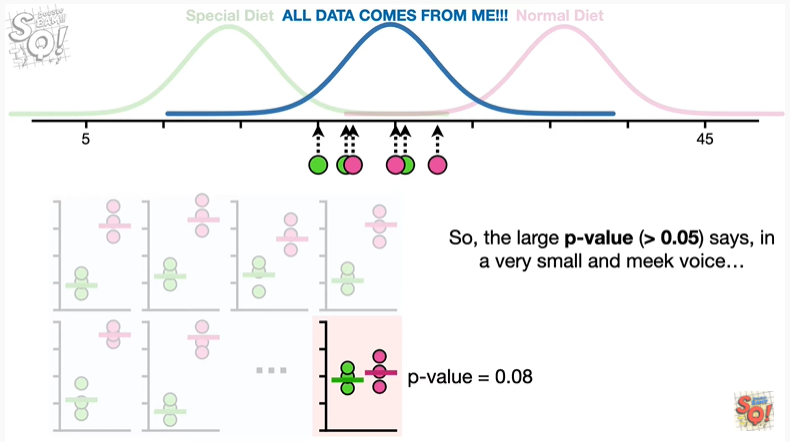 Special Diet ALL DATA COMES FROM ME!!! Normal Diet
5
45
So, the large p-value (> 0.05) says, in
a very small and meek voice…
p-value = 0.08
SQ!